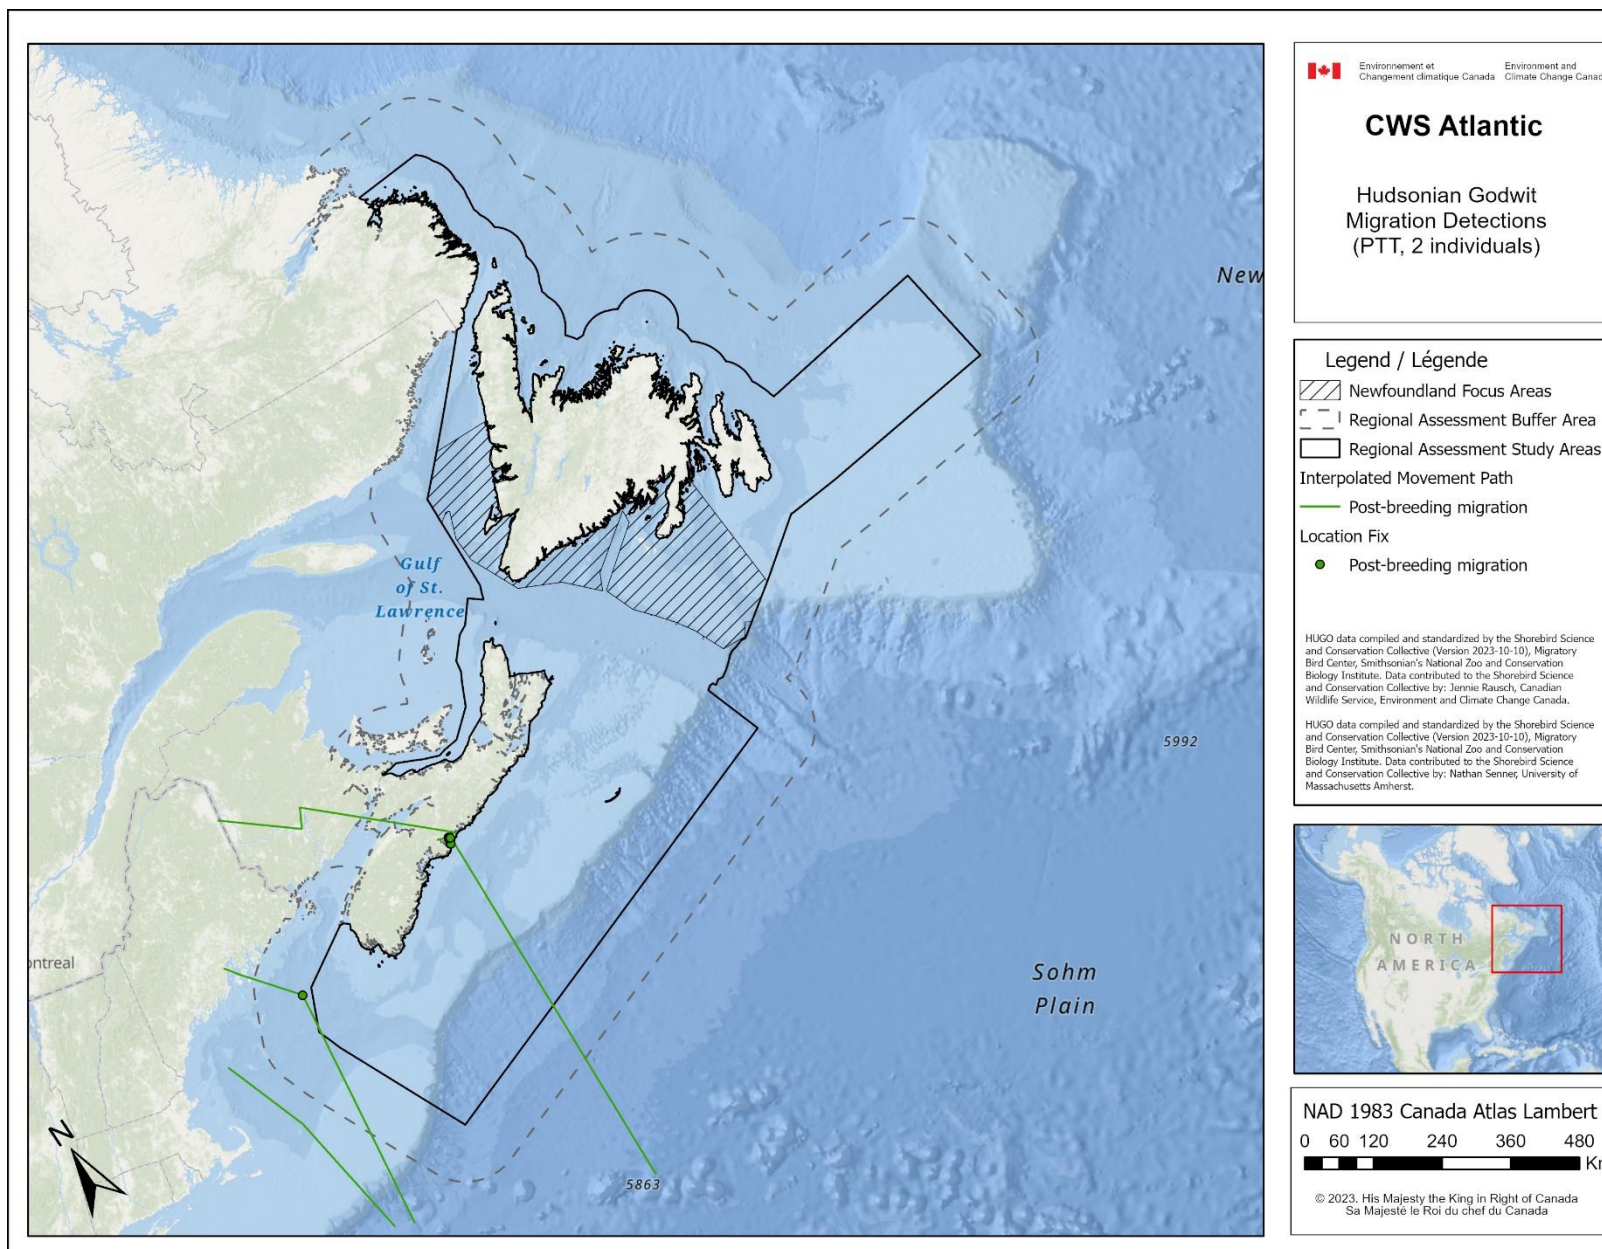 New
Gulf
of St.
Lawrence
5992
Sohm
Plain
ontreal
5863
N
Environnement et
Changement climatique Canada
Environment and
Climate Change Canad
CWS Atlantic
Hudsonian Godwit
Migration Detections
(PTT, 2 individuals)
Legend / Légende
Newfoundland Focus Areas
Regional Assessment Buffer Area
Regional Assessment Study Areas
Interpolated Movement Path
Post-breeding migration
Location Fix
Post-breeding migration
HUGO data compiled and standardized by the Shorebird Science
and Conservation Collective (Version 2023-10-10), Migratory
Bird Center, Smithsonian's National Zoo and Conservation
Biology Institute. Data contributed to the Shorebird Science
and Conservation Collective by: Jennie Rausch, Canadian
Wildlife Service, Environment and Climate Change Canada.
HUGO data compiled and standardized by the Shorebird Science
and Conservation Collective (Version 2023-10-10), Migratory
Bird Center, Smithsonian's National Zoo and Conservation
Biology Institute. Data contributed to the Shorebird Science
and Conservation Collective by: Nathan Senner, University of
Massachusetts Amherst.
NORTH
AMERICA
NAD 1983 Canada Atlas Lambert
0 60 120 240 360 480
Km
© 2023. His Majesty the King in Right of Canada
Sa Majesté le Roi du chef du Canada